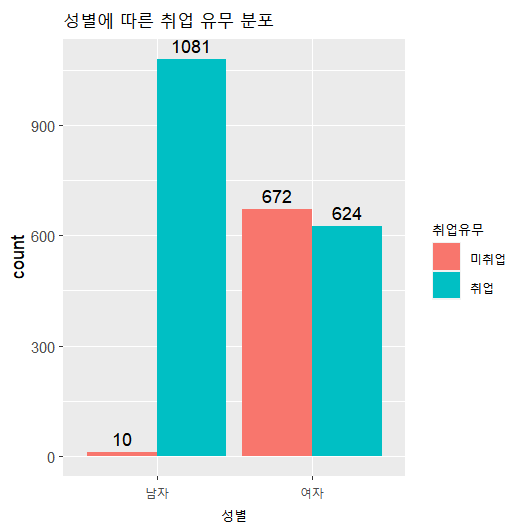 성별에 따른 취업 유무 분포
1081
900
672
624
600
count
300
10
0
남자 여자
성별
취업유무
미취업
취업